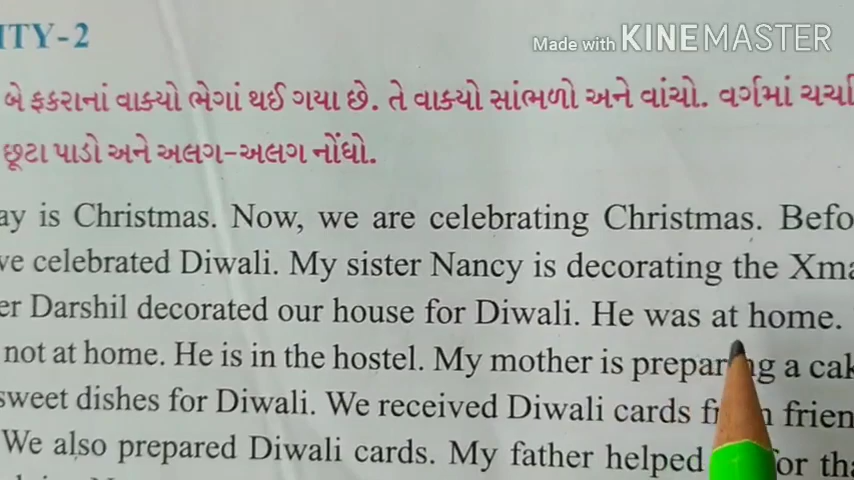 ITY-2
Made with KINEMASTER
બે ફકરાનાં વાક્યો ભેગાં થઈ ગયા છે. તે વાક્યો સાંભળો અને વાંચો. વર્ગમાં ચર્ચા
છૂટા પાડો અને અલગ-અલગ નોંધો.
ay is Christmas. Now, we are celebrating Christmas. Befo
ve celebrated Diwali. My sister Nancy is decorating the Xma
er Darshil decorated our house for Diwali. He was at home.
not at home. He is in the hostel. My mother is preparing a cak
sweet dishes for Diwali. We received Diwali cards frien
We also prepared Diwali cards. My father helped for tha